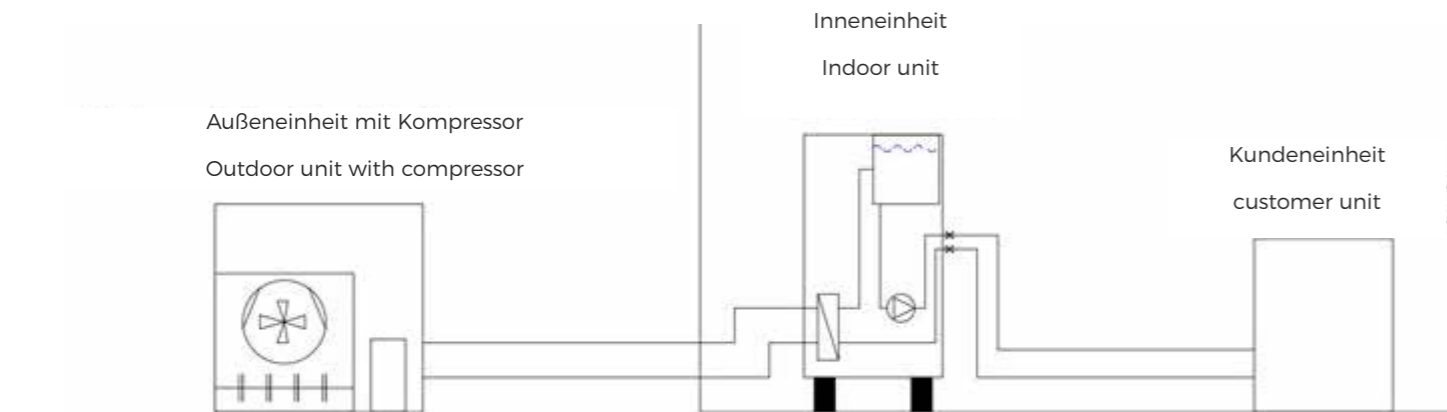 Inneneinheit
Indoor unit
Außeneinheit mit Kompressor
Outdoor unit with compressor
Kundeneinheit
customer unit